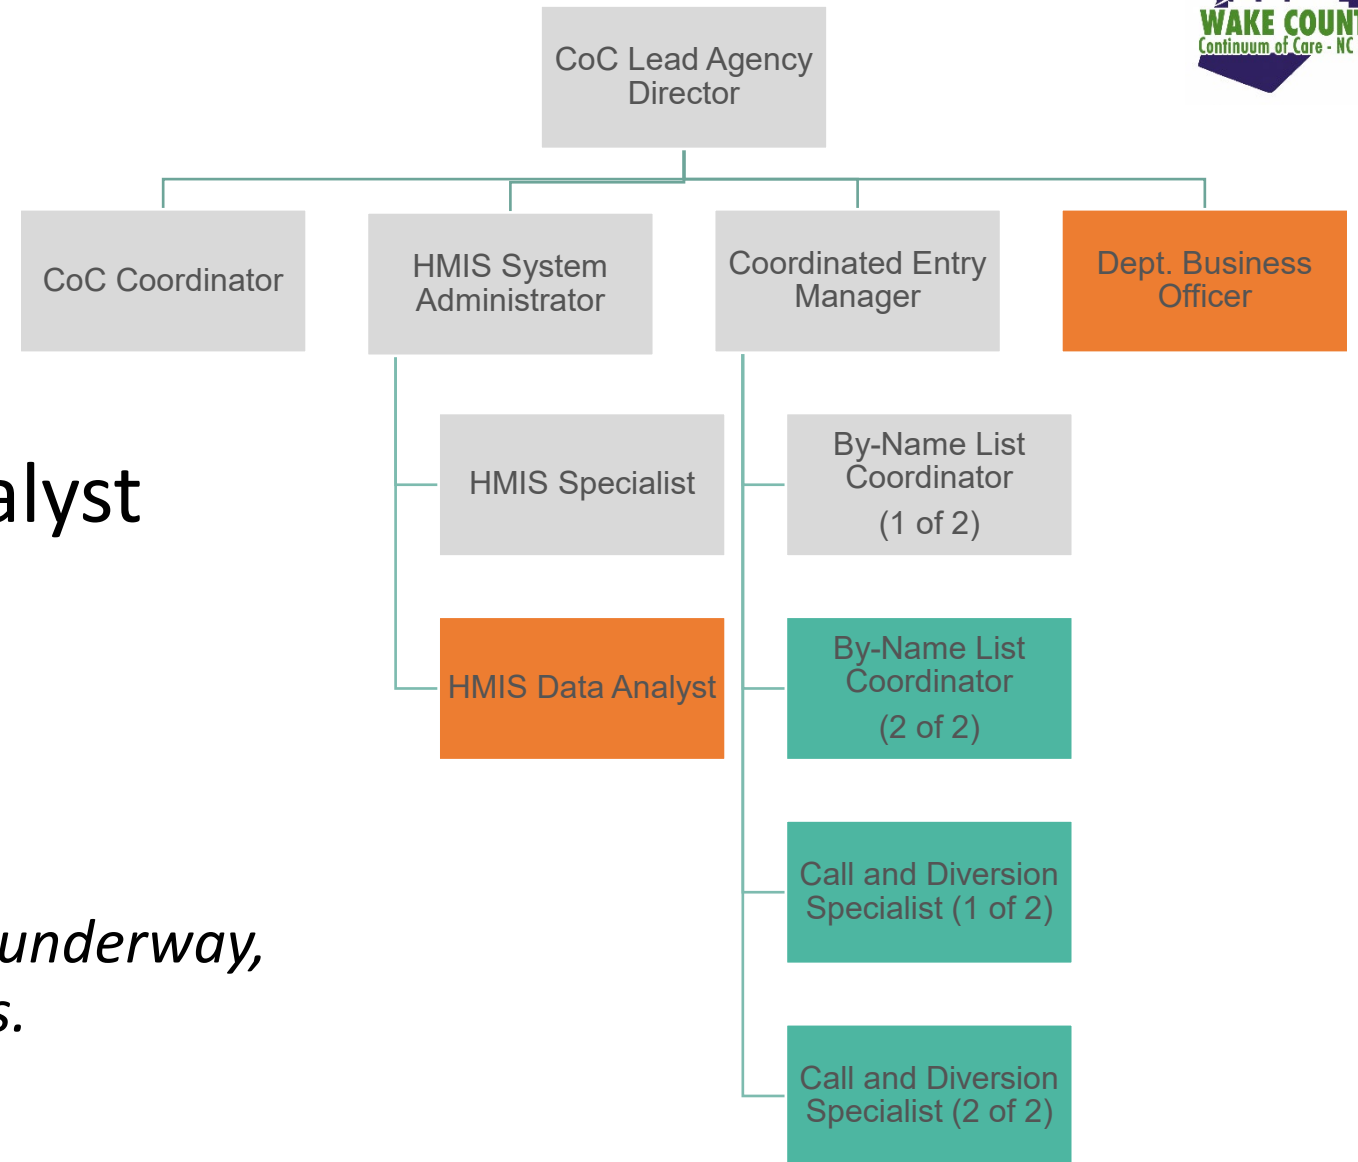 WAKE COUN
Continuum of Care - NC
CoC Lead Agency
Director
CoC Coordinator
HMIS System
Administrator
Coordinated Entry
Manager
Dept. Business
Officer
HMIS Specialist
By-Name List
Coordinator
(1 of 2)
alyst
HMIS Data Analyst
By-Name List
Coordinator
(2 of 2)
Call and Diversion
Specialist (1 of 2)
underway,
s.
Call and Diversion
Specialist (2 of 2)